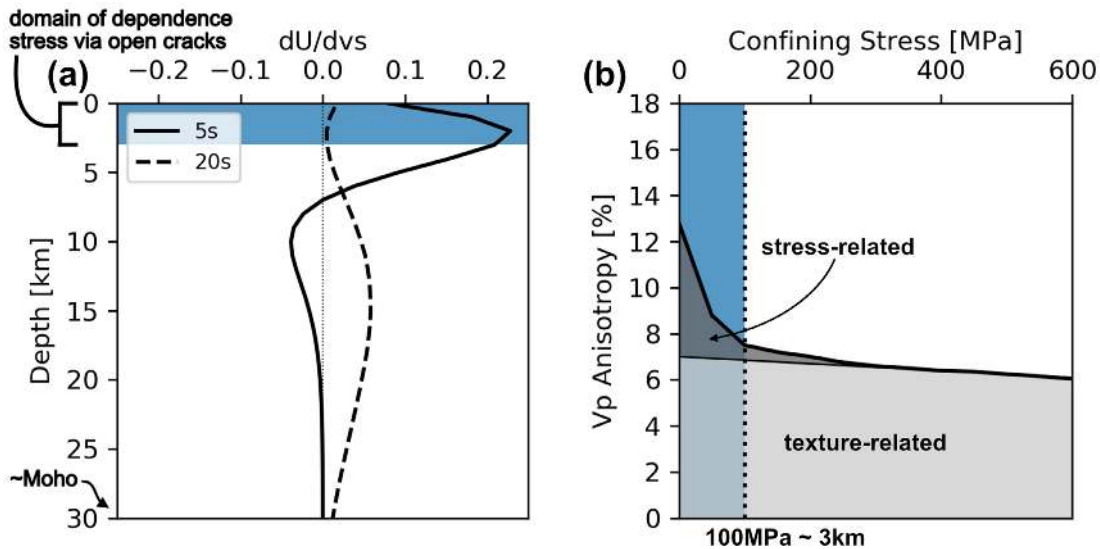 domain of dependence
stress via open cracks
(a)
dU/dvs
−0.2 −0.1 0.0 0.1 0.2
0
5
10
15
20
25
30
Depth [km]
5s
20s
~Moho
(b)
Confining Stress [MPa]
0 200 400 600
18
16
14
12
10
8
6
4
2
0
Vp Anisotropy [%]
stress-related
texture-related
100MPa ~ 3km